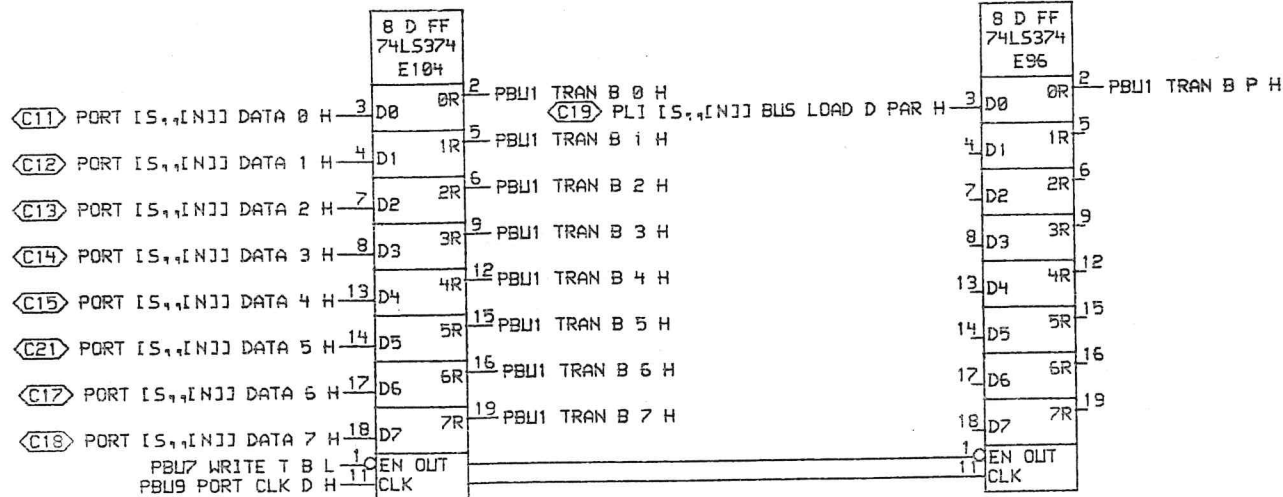 8 D FF
74LS374
E104
<C11> PORT [S,,[N]] DATA 0 H 3 D0 0R 2 PBU1 TRAN B 0 H
<C12> PORT [S,,[N]] DATA 1 H 4 D1 1R 5 PBU1 TRAN B 1 H
<C13> PORT [S,,[N]] DATA 2 H 7 D2 2R 6 PBU1 TRAN B 2 H
<C14> PORT [S,,[N]] DATA 3 H 8 D3 3R 9 PBU1 TRAN B 3 H
<C15> PORT [S,,[N]] DATA 4 H 13 D4 4R 12 PBU1 TRAN B 4 H
<C21> PORT [S,,[N]] DATA 5 H 14 D5 5R 15 PBU1 TRAN B 5 H
<C17> PORT [S,,[N]] DATA 6 H 17 D6 6R 16 PBU1 TRAN B 6 H
<C18> PORT [S,,[N]] DATA 7 H 18 D7 7R 19 PBU1 TRAN B 7 H
PBU7 WRITE T B L 1 EN OUT
PBU9 PORT CLK D H 11 CLK
8 D FF
74LS374
E96
<C19> PLI [S,,[N]] BUS LOAD D PAR H 3 D0 0R 2 PBU1 TRAN B P H
4 D1 1R 5
7 D2 2R 6
8 D3 3R 9
13 D4 4R 12
14 D5 5R 15
17 D6 6R 16
18 D7 7R 19
1 EN OUT
11 CLK